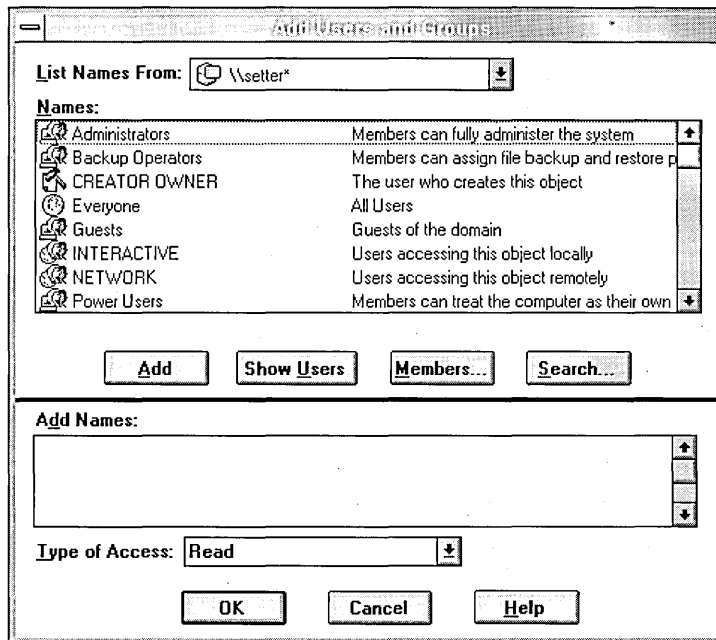 Add Users and Groups
List Names From: \\setter*
Names:
Administrators Members can fully administer the system
Backup Operators Members can assign file backup and restore p
CREATOR OWNER The user who creates this object
Everyone All Users
Guests Guests of the domain
INTERACTIVE Users accessing this object locally
NETWORK Users accessing this object remotely
Power Users Members can treat the computer as their own
Add Show Users Members... Search...
Add Names:
Type of Access: Read
OK Cancel Help